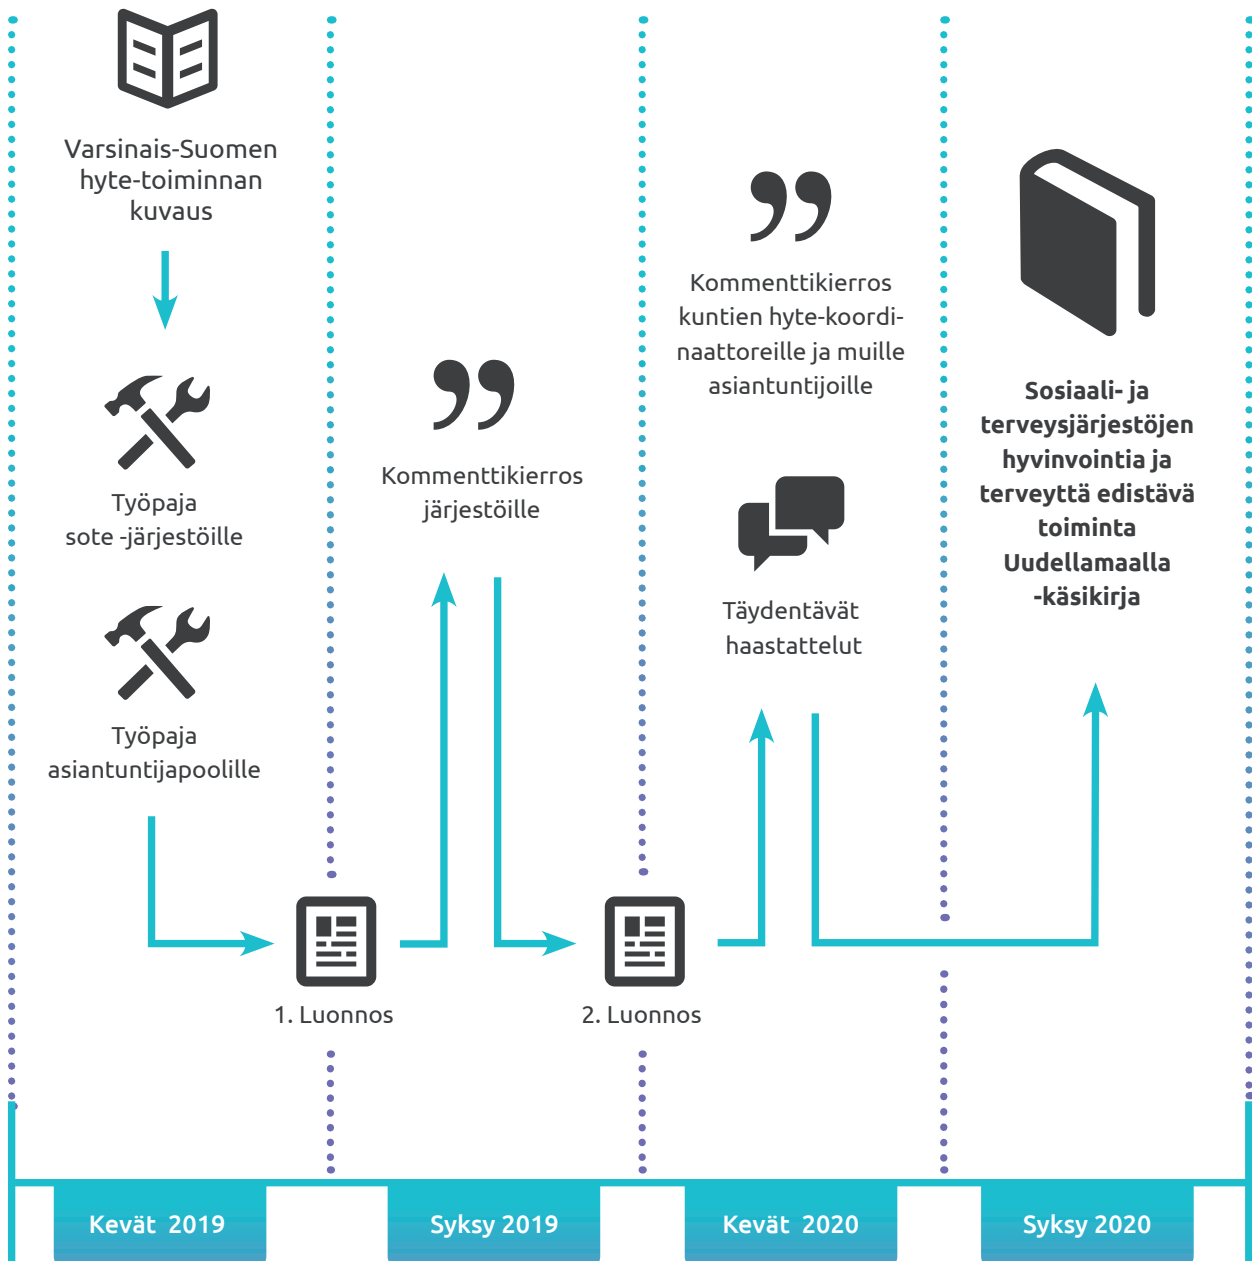 Varsinais-Suomen
hyte-toiminnan
kuvaus
Työpaja
sote -järjestöille
Työpaja
asiantuntijapoolille
1. Luonnos
Kommenttikierros
järjestöille
2. Luonnos
Kommenttikierros
kuntien hyte-koordi-
naattoreille ja muille
asiantuntijoille
Täydentävät
haastattelut
Sosiaali- ja
terveysjärjestöjen
hyvinvointia ja
terveyttä edistävä
toiminta
Uudellamaalla
-käsikirja
Kevät 2019
Syksy 2019
Kevät 2020
Syksy 2020